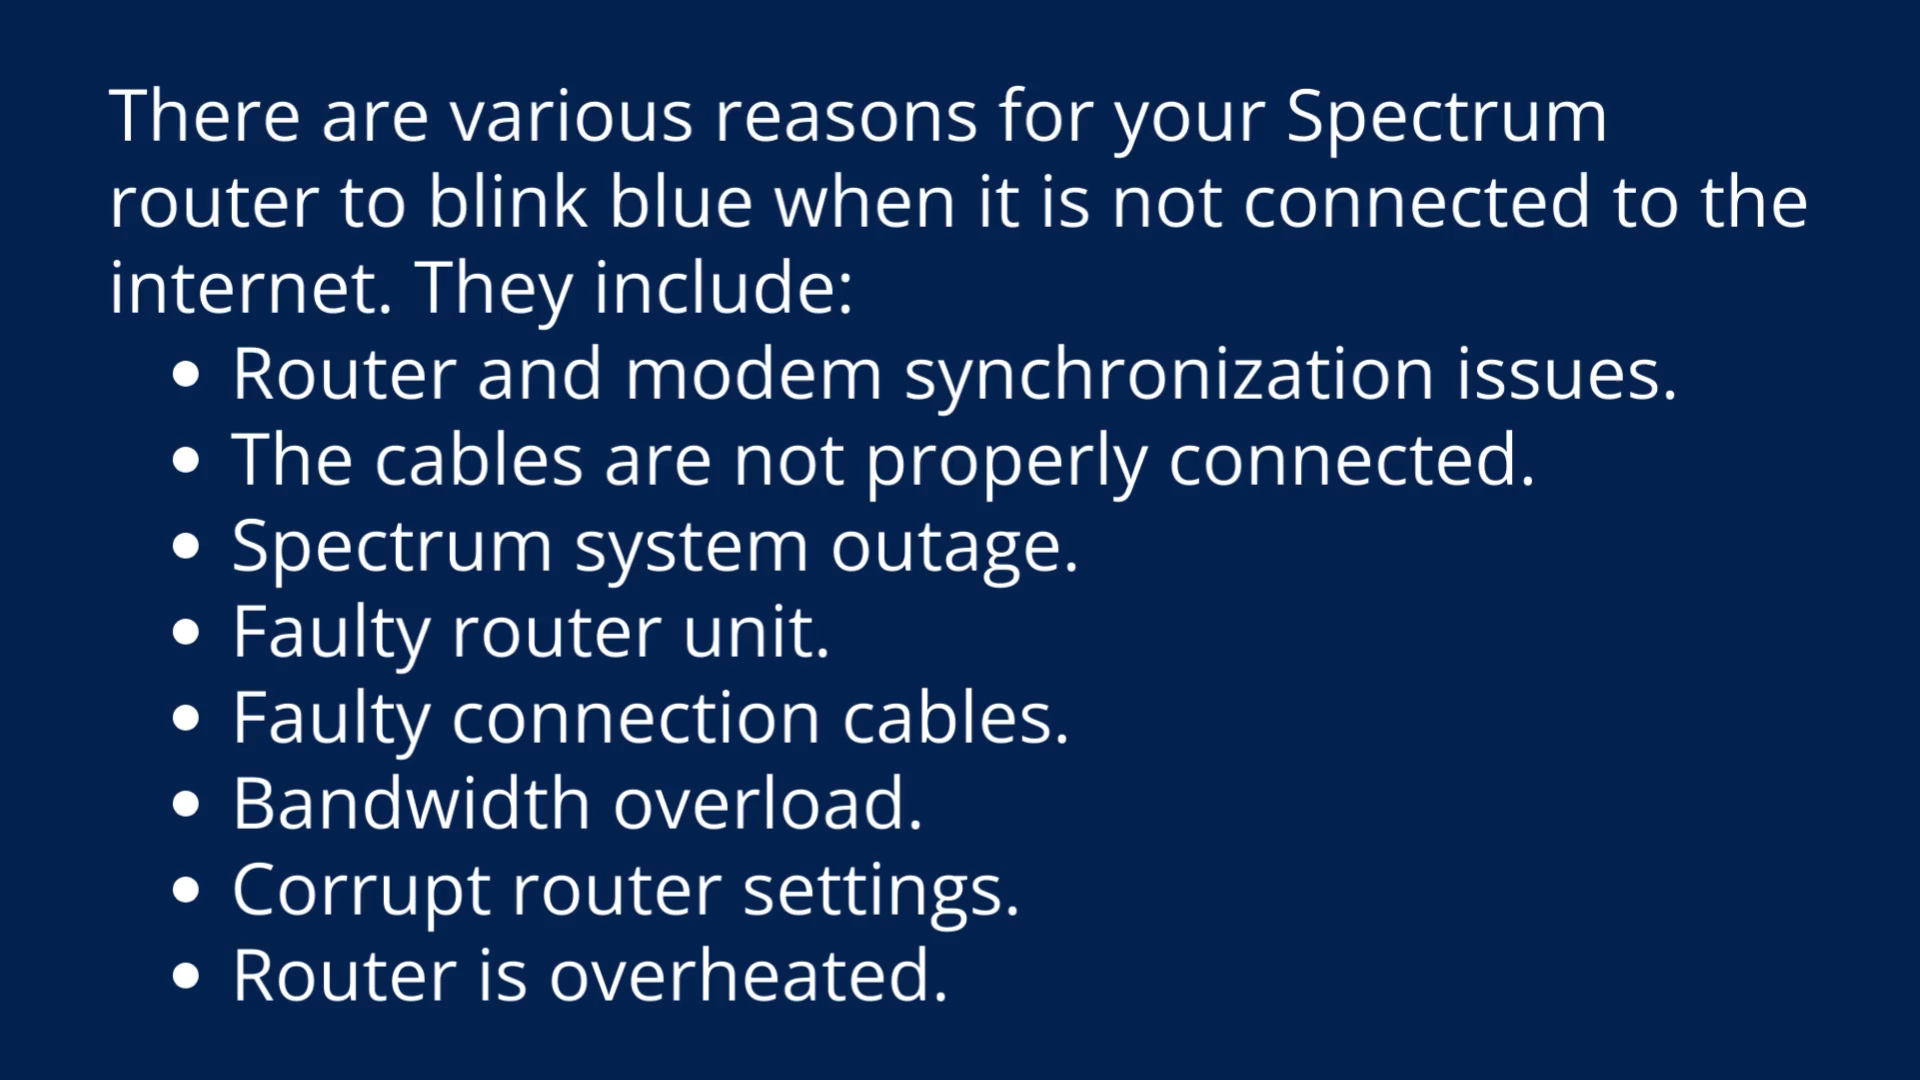 There are various reasons for your Spectrum
router to blink blue when it is not connected to the
internet. They include:
• Router and modem synchronization issues.
• The cables are not properly connected.
• Spectrum system outage.
• Faulty router unit.
• Faulty connection cables.
• Bandwidth overload.
• Corrupt router settings.
• Router is overheated.